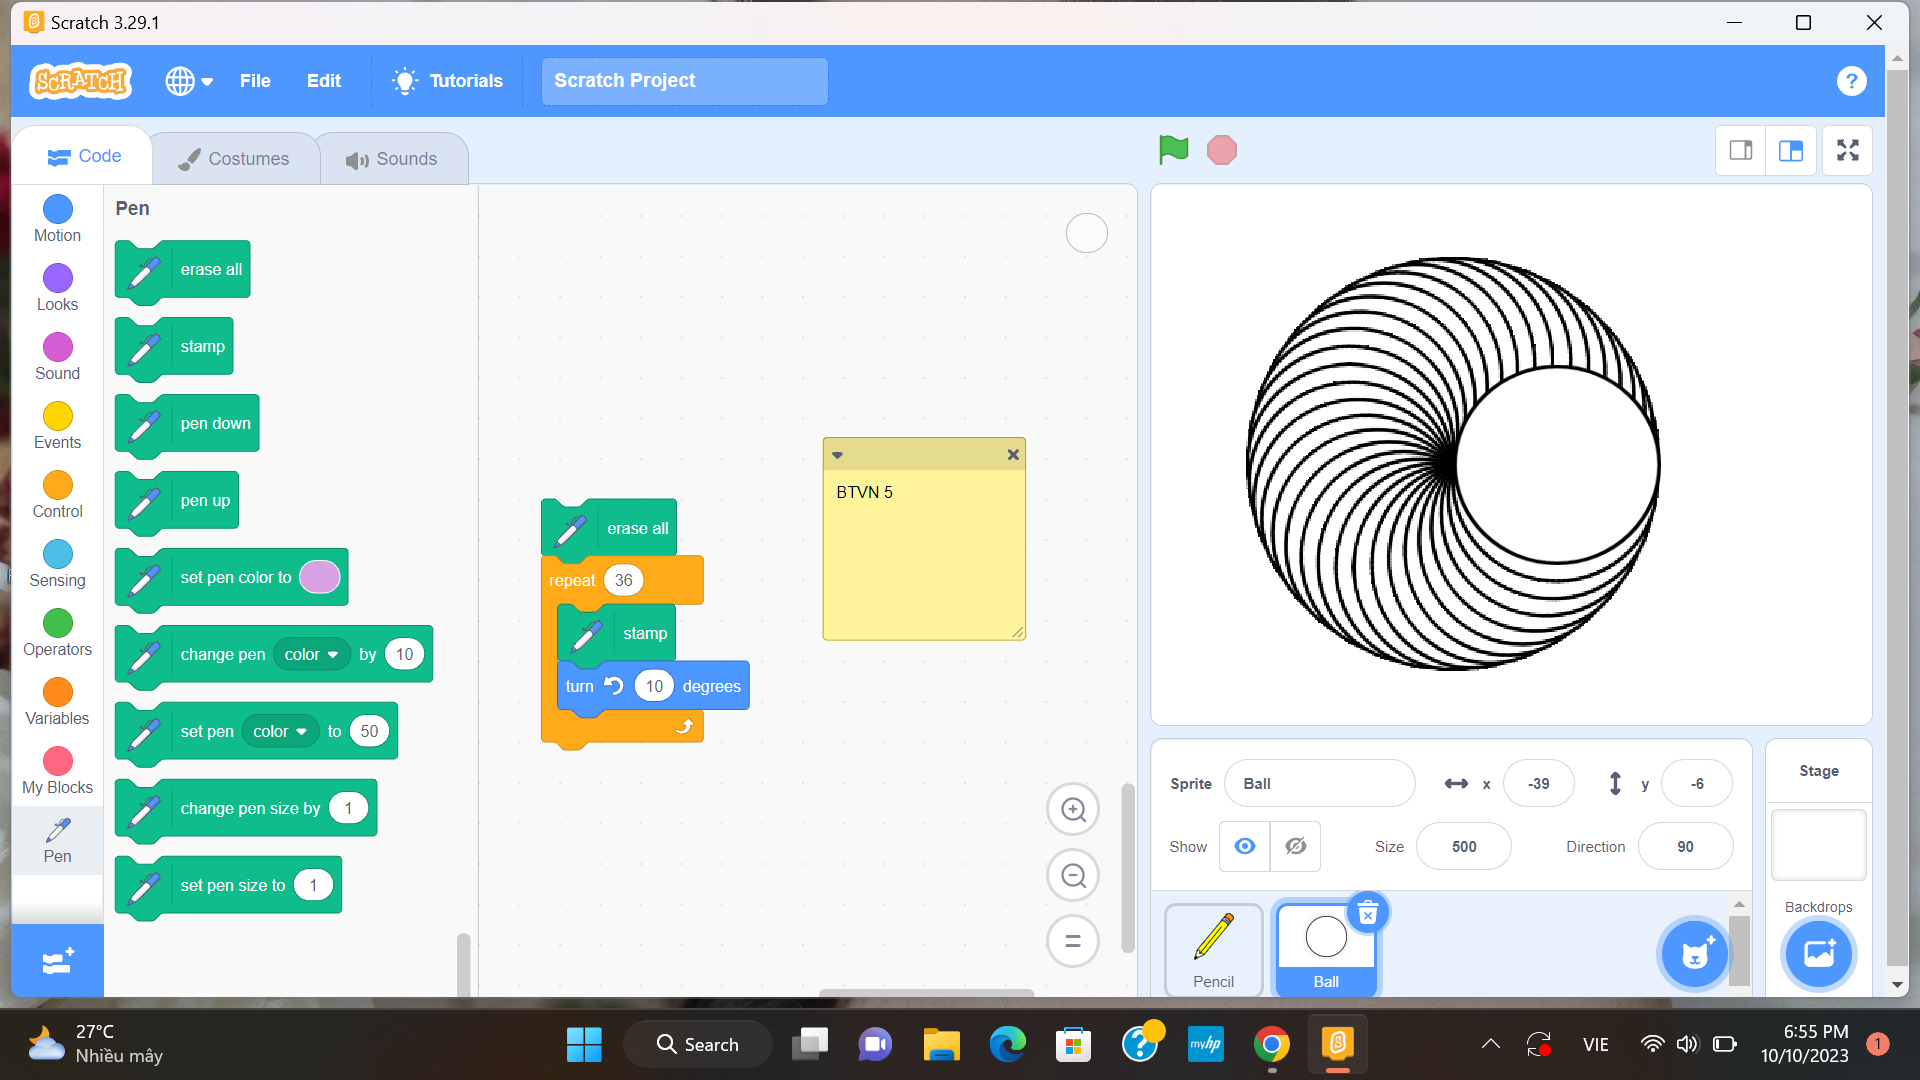 Scratch 3.29.1
SCRATCH
File
Edit
Tutorials
Scratch Project
?
Code
Costumes
Sounds
Motion
Looks
Sound
Events
Control
Sensing
Operators
Variables
My Blocks
Pen
Pen
erase all
stamp
pen down
pen up
set pen color to
change pen color by 10
set pen color to 50
change pen size by 1
set pen size to 1
erase all
repeat 36
stamp
turn 10 degrees
BTVN 5
Sprite Ball x -39 y -6
Show Size 500 Direction 90
Pencil
Ball
Stage
Backdrops
27°C
Nhiều mây
Search
myhp
VIE
6:55 PM
10/10/2023
1